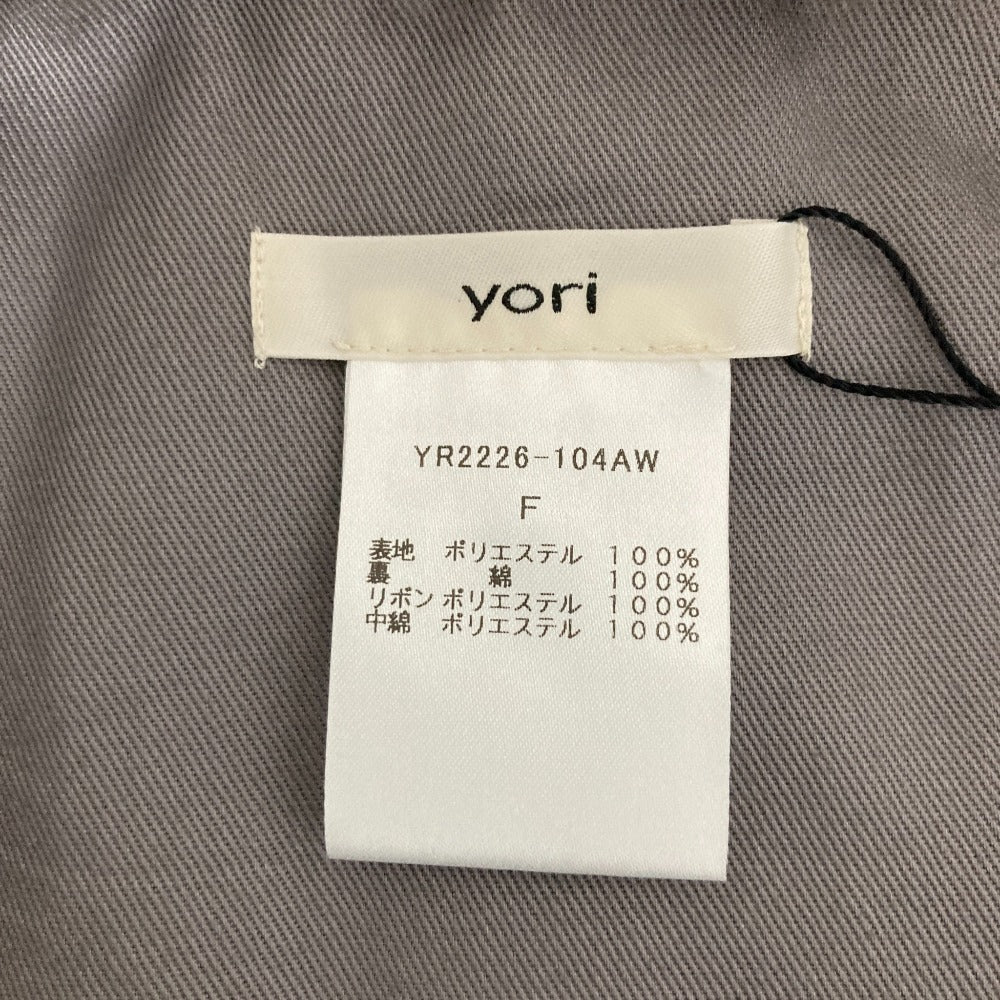 yori
YR2226-104AW
F
表地 ポリエステル 100%
裏 綿 100%
リボン ポリエステル 100%
中綿 ポリエステル 100%